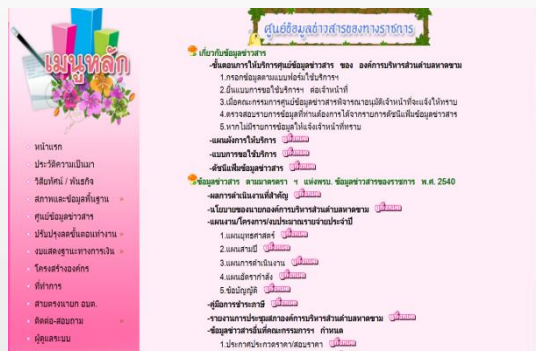 เมนูหลัก
หน้าแรก
ประวัติความเป็นมา
วิสัยทัศน์ / พันธกิจ
สภาพและข้อมูลพื้นฐาน
ศูนย์ข้อมูลข่าวสาร
ปรับปรุงลดขั้นตอนทำงาน
งบแสดงฐานะทางการเงิน
โครงสร้างองค์กร
ที่ทำการ
สายตรงนายก อบต.
ติดต่อ-สอบถาม
ผู้ดูแลระบบ
ศูนย์ข้อมูลข่าวสารของทางราชการ
เกี่ยวกับข้อมูลข่าวสาร
-ขั้นตอนการให้บริการศูนย์ข้อมูลข่าวสาร ของ องค์การบริหารส่วนตำบลหาดขาม
1.กรอกข้อมูลตามแบบฟอร์มใช้บริการฯ
2.ยื่นแบบการขอใช้บริการฯ ต่อเจ้าหน้าที่
3.เมื่อคณะกรรมการศูนย์ข้อมูลข่าวสารพิจารณาอนุมัติเจ้าหน้าที่จะแจ้งให้ทราบ
4.ตรวจสอบรายการข้อมูลที่ท่านต้องการได้จากรายการดัชนีแฟ้มข้อมูลข่าวสาร
5.หากไม่มีรายการข้อมูลให้แจ้งเจ้าหน้าที่ทราบ
-แผนผังการให้บริการ
-แบบการขอใช้บริการ
-ดัชนีแฟ้มข้อมูลข่าวสาร
ข้อมูลข่าวสาร ตามมาตรตรา ฯ แห่งพรบ. ข้อมูลข่าวสารของราชการ พ.ศ. 2540
-ผลการดำเนินงานที่สำคัญ
-นโยบายของนายกองค์การบริหารส่วนตำบลหาดขาม
-แผนงาน/โครงการ/งบประมาณรายจ่ายประจำปี
1.แผนยุทธศาสตร์
2.แผนสามปี
3.แผนการดำเนินงาน
4.แผนอัตรากำลัง
5.ข้อบัญญัติ
-คู่มือการชำระภาษี
-รายงานการประชุมสภาองค์การบริหารส่วนตำบลหาดขาม
-ข้อมูลข่าวสารอื่นที่คณะกรรมการฯ กำหนด
1.ประกาศประกวดราคา/สอบราคา